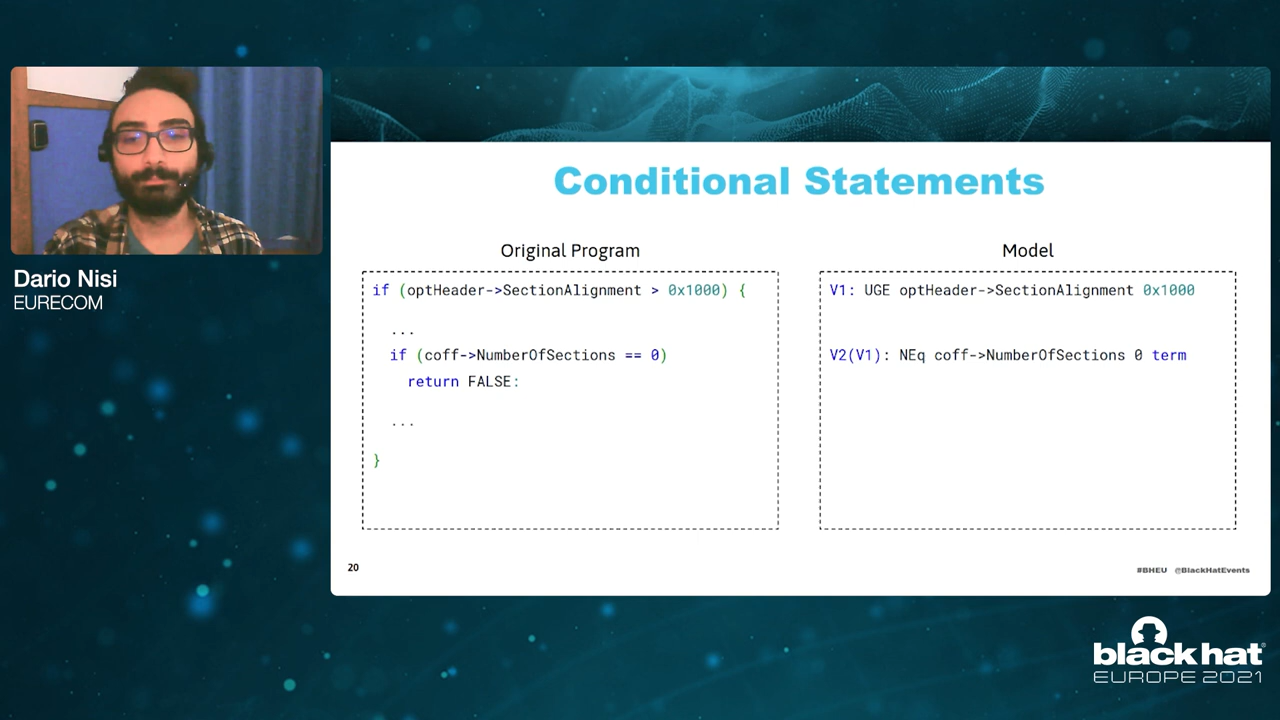 Dario Nisi
EURECOM
Conditional Statements
Original Program
if (optHeader->SectionAlignment > 0x1000) {
...
if (coff->NumberOfSections == 0)
return FALSE:
...
}
Model
V1: UGE optHeader->SectionAlignment 0x1000
V2(V1): NEq coff->NumberOfSections 0 term
20
#BHEU @BlackHatEvents
black hat®
EUROPE 2021